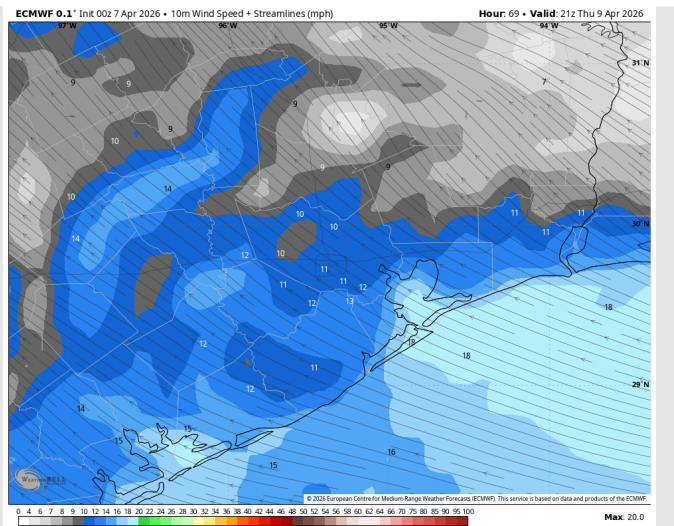 ECMWF 0.1° Init 00z 7 Apr 2026 • 10m Wind Speed + Streamlines (mph) Hour: 69 • Valid: 21z Thu 9 Apr 2026
97°W 96°W 95°W 94°W
31°N
9 9 7
9 9
10
9 9
10 14
10 11 11
14 10 11 30°N
12 10
11
11 11 12
12 13
18
12 18 18
11 29°N
12
14
15 15
16
15
WeatherBELL
© 2026 European Centre for Medium-Range Weather Forecasts (ECMWF). This service is based on data and products of the ECMWF.
0 4 6 7 8 9 10 12 14 16 18 20 22 24 26 28 30 32 34 36 38 40 42 44 46 48 50 52 54 56 58 60 65 70 75 80 85 90 95 100 Max: 20.0